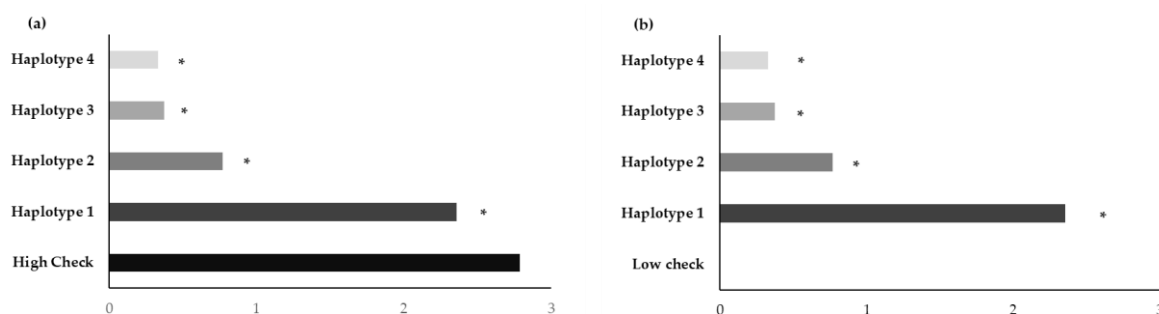 (a)
Haplotype 4 *
Haplotype 3 *
Haplotype 2 *
Haplotype 1 *
High Check
0 1 2 3
(b)
Haplotype 4 *
Haplotype 3 *
Haplotype 2 *
Haplotype 1 *
Low check
0 1 2 3